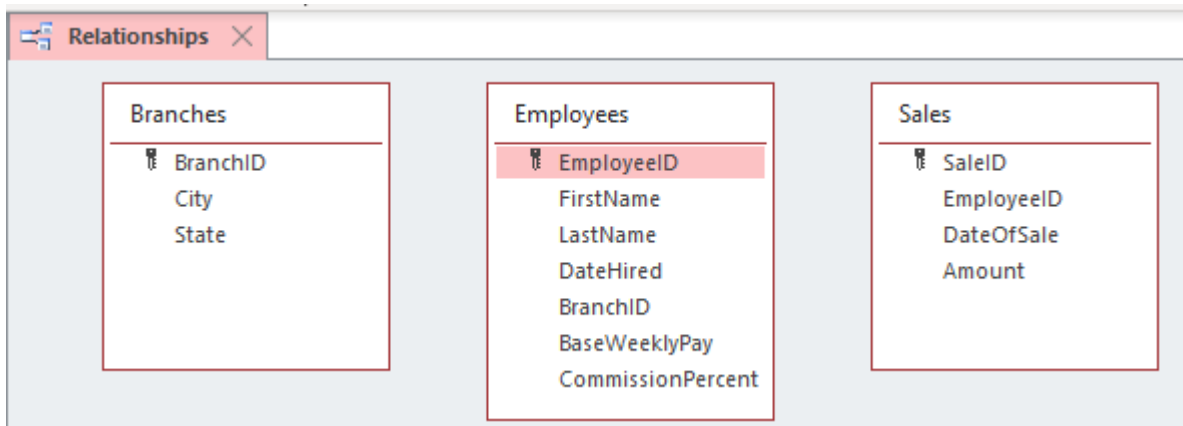 Relationships
Branches
BranchID
City
State
Employees
EmployeeID
FirstName
LastName
DateHired
BranchID
BaseWeeklyPay
CommissionPercent
Sales
SaleID
EmployeeID
DateOfSale
Amount